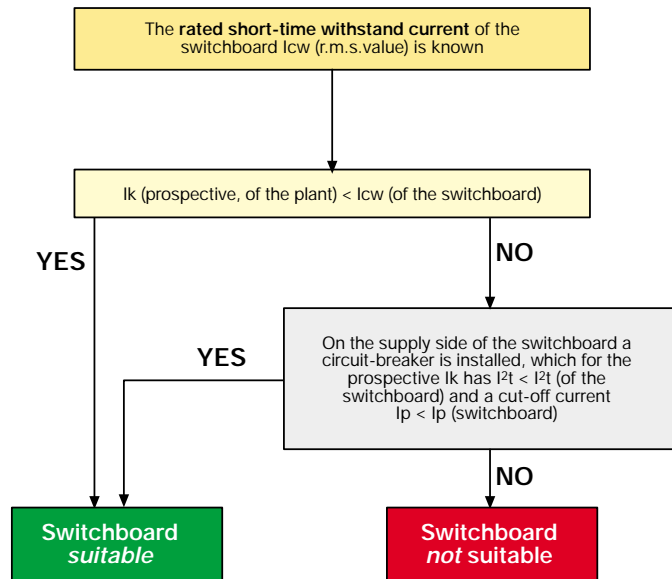 The rated short-time withstand current of the
switchboard Icw (r.m.s.value) is known
Ik (prospective, of the plant) < Icw (of the switchboard)
YES
NO
On the supply side of the switchboard a
circuit-breaker is installed, which for the
prospective Ik has I²t < I²t (of the
switchboard) and a cut-off current
Ip < Ip (switchboard)
YES
NO
Switchboard
suitable
Switchboard
not suitable